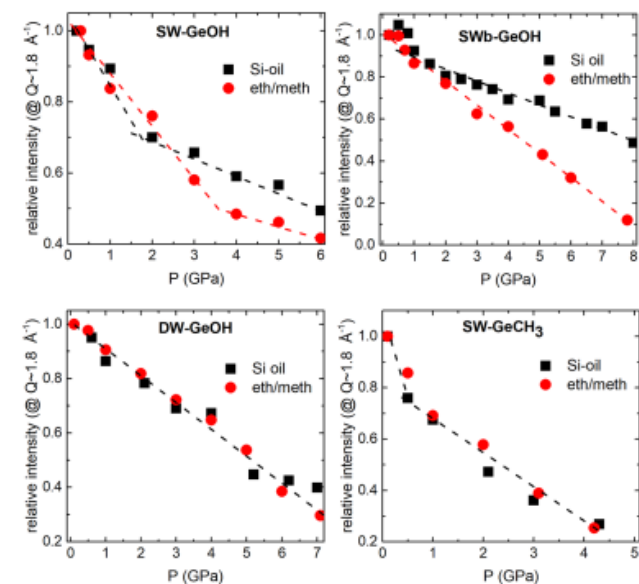 SW-GeOH
Si-oil
eth/meth
relative intensity (@ Q~1.8 Å⁻¹)
1.0
0.8
0.6
0.4
0 1 2 3 4 5 6
P (GPa)
SWb-GeOH
Si oil
eth/meth
relative intensity (@ Q~1.8 Å⁻¹)
1.0
0.8
0.6
0.4
0.2
0.0
0 1 2 3 4 5 6 7 8
P (GPa)
DW-GeOH
Si oil
eth/meth
relative intensity (@ Q~1.8 Å⁻¹)
1.0
0.8
0.6
0.4
0.2
0 1 2 3 4 5 6 7
P (GPa)
SW-GeCH₃
Si-oil
eth/meth
relative intensity (@ Q~1.8 Å⁻¹)
1.0
0.8
0.6
0.4
0.2
0 1 2 3 4 5
P (GPa)